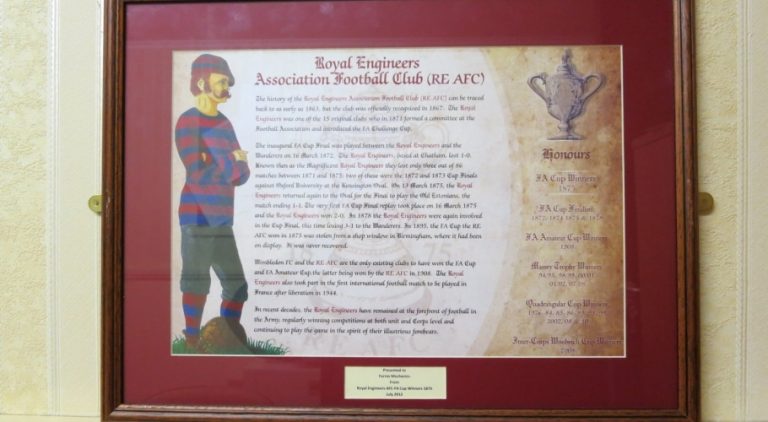 Royal Engineers
Association Football Club (RE AFC)
The history of the Royal Engineers Association Football Club (RE AFC) can be traced
back to as early as 1863, but the club was officially recognised in 1867. The Royal
Engineers was one of the 15 original clubs who in 1871 formed a committee at the
Football Association and introduced the FA Challenge Cup.
The inaugural FA Cup Final was played between the Royal Engineers and the
Wanderers on 16 March 1872. The Royal Engineers, based at Chatham, lost 1-0.
Known then as the Magnificent Royal Engineers they lost only three out of 86
matches between 1871 and 1875: two of these were the 1872 and 1873 Cup Finals
against Oxford University at the Kennington Oval. On 13 March 1875, the Royal
Engineers returned again to the Oval for the Final to play the Old Etonians, the
match ending 1-1. The very first FA Cup Final replay took place on 16 March 1875
and the Royal Engineers won 2-0. In 1878 the Royal Engineers were again involved
in the Cup Final, this time losing 3-1 to the Wanderers. In 1895, the FA Cup the RE
AFC won in 1875 was stolen from a shop window in Birmingham, where it had been
on display. It was never recovered.
Wimbledon FC and the RE AFC are the only existing clubs to have won the FA Cup
and FA Amateur Cup,the latter being won by the RE AFC in 1908. The Royal
Engineers also took part in the first international football match to be played in
France after liberation in 1944.
In recent decades, the Royal Engineers have remained at the forefront of football in
the Army, regularly winning competitions at both unit and Corps level and
continuing to play the game in the spirit of their illustrious forebears.
Honours
FA Cup Winners
1875
FA Cup Finalists
1872, 1874, 1875 & 1878
FA Amateur Cup Winners
1908
Massey Trophy Winners
Quadrangular Cup Winners
Inter-Corps Woolwich Cup Winners
Presented to
From
Royal Engineers AFC FA Cup Winners 1875
July 2012